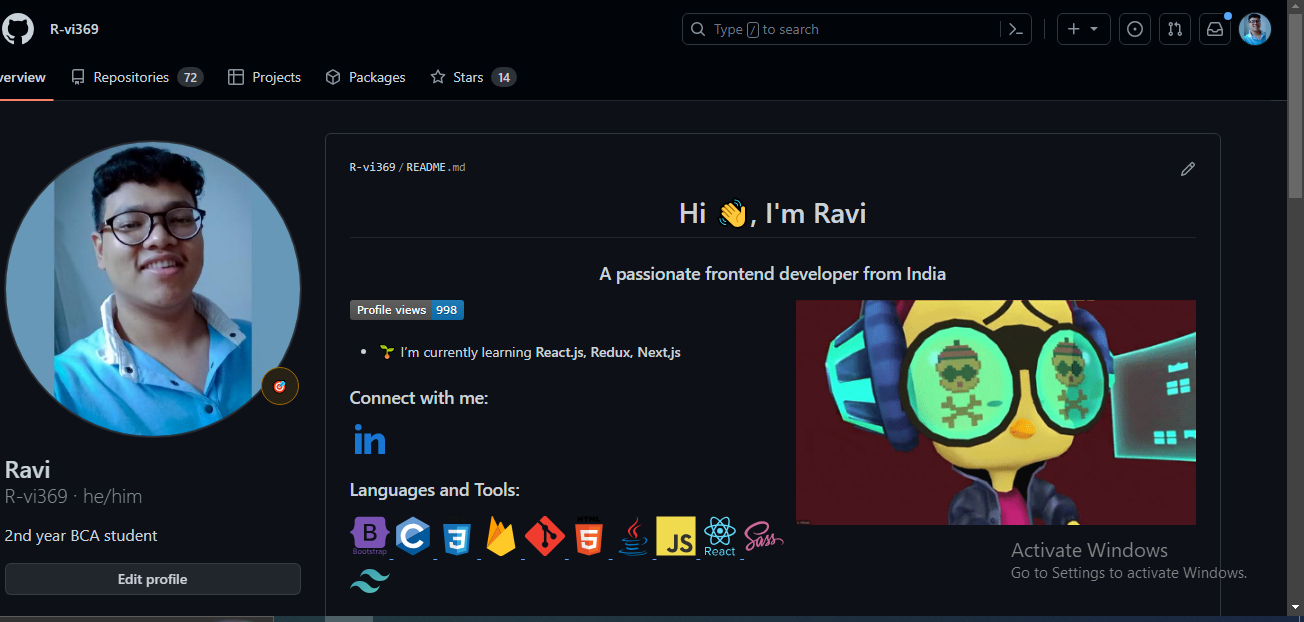 R-vi369
Type / to search
verview
Repositories 72
Projects
Packages
Stars 14
R-vi369/README.md
Hi 👋, I'm Ravi
A passionate frontend developer from India
Profile views 998
🌱 I'm currently learning React.js, Redux, Next.js
Connect with me:
in
Languages and Tools:
B
Bootstrap
C
3
HTML
5
JS
React
Sass
Ravi
R-vi369 · he/him
2nd year BCA student
Edit profile
Activate Windows
Go to Settings to activate Windows.